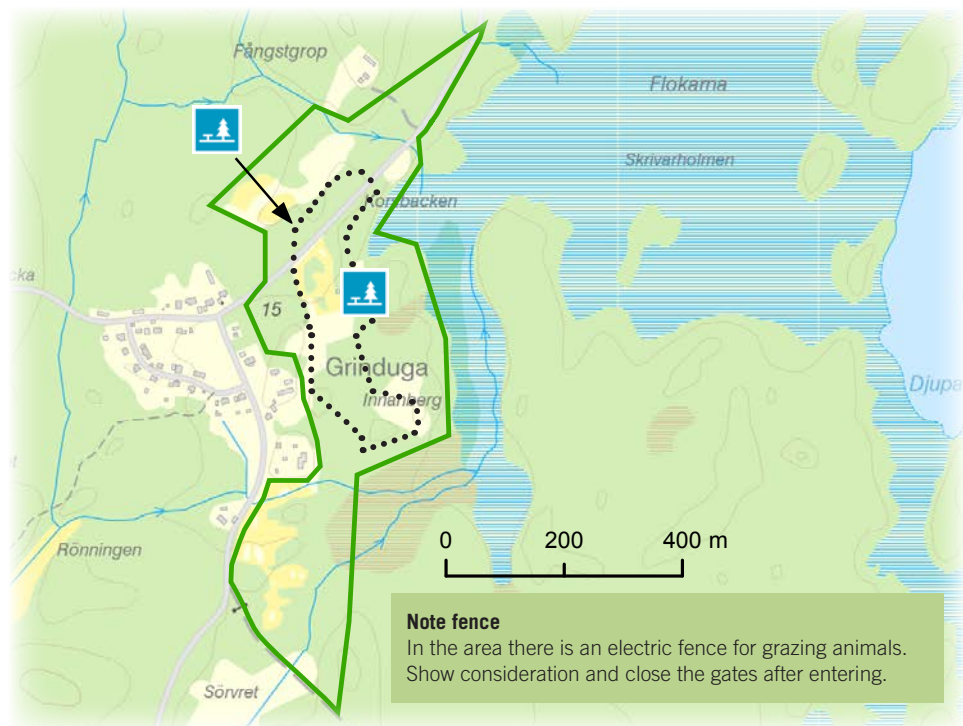 Fångstgrop
Flokarna
Skrivarholmen
Kornbacken
cka
15
Grinduga
Innanberg
Djupa
Rönningen
0 200 400 m
Note fence
In the area there is an electric fence for grazing animals.
Show consideration and close the gates after entering.
Sörvret